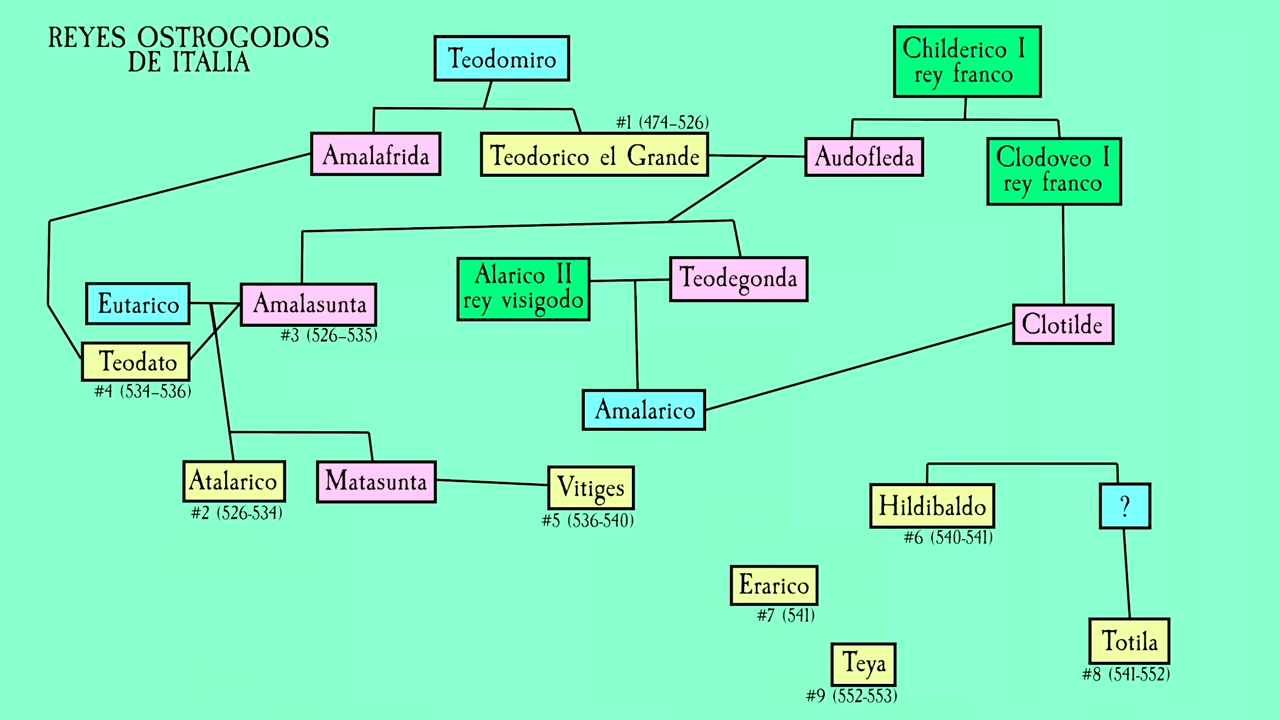 REYES OSTROGODOS
DE ITALIA
Teodomiro
Childerico I
rey franco
#1 (474-526)
Amalafrida
Teodorico el Grande
Audofleda
Clodoveo I
rey franco
Alarico II
rey visigodo
Teodegonda
Eutarico
Amalasunta
#3 (526-535)
Clotilde
Teodato
#4 (534-536)
Amalarico
Atalarico
#2 (526-534)
Matasunta
Vitiges
#5 (536-540)
Hildibaldo
#6 (540-541)
?
Erarico
#7 (541)
Totila
#8 (541-552)
Teya
#9 (552-553)